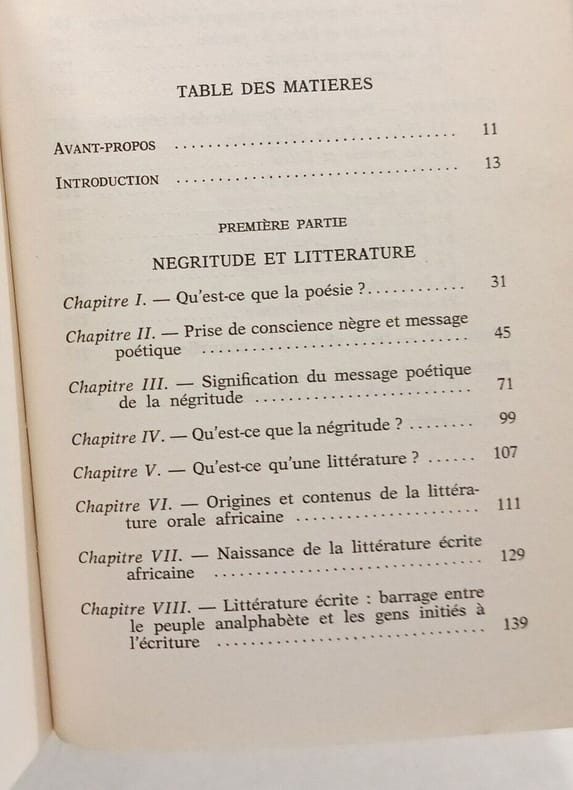 TABLE DES MATIERES
AVANT-PROPOS .................................... 11
INTRODUCTION .................................... 13
PREMIÈRE PARTIE
NEGRITUDE ET LITTERATURE
Chapitre I. — Qu'est-ce que la poésie ?............ 31
Chapitre II. — Prise de conscience nègre et message
poétique .................................. 45
Chapitre III. — Signification du message poétique
de la négritude ............................ 71
Chapitre IV. — Qu'est-ce que la négritude ? ........ 99
Chapitre V. — Qu'est-ce qu'une littérature ? ...... 107
Chapitre VI. — Origines et contenus de la littéra-
ture orale africaine ....................... 111
Chapitre VII. — Naissance de la littérature écrite
africaine ................................. 129
Chapitre VIII. — Littérature écrite : barrage entre
le peuple analphabète et les gens initiés à
l'écriture ................................. 139